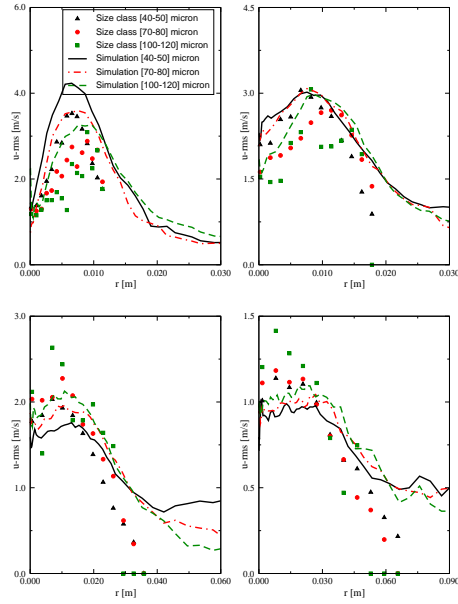 Size class [40-50] micron
Size class [70-80] micron
Size class [100-120] micron
Simulation [40-50] micron
Simulation [70-80] micron
Simulation [100-120] micron
6.0
4.0
2.0
0.0
u-rms [m/s]
0.000 0.010 0.020 0.030
r [m]
4.5
3.0
1.5
0.0
u-rms [m/s]
0.000 0.010 0.020 0.030
r [m]
3.0
2.0
1.0
0.0
u-rms [m/s]
0.000 0.020 0.040 0.060
r [m]
1.5
1.0
0.5
0.0
u-rms [m/s]
0.000 0.030 0.060 0.090
r [m]